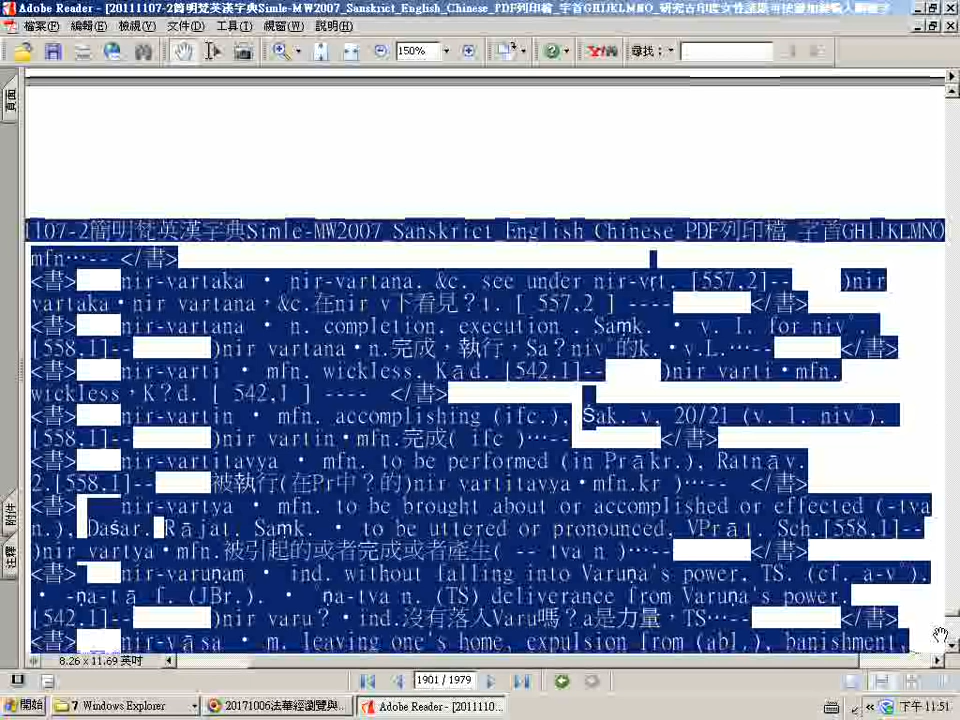 Adobe Reader - [20111107-2簡明梵英漢字典Simle-MW2007_Sanskrict_English_Chinese_PDF列印檔_字首GHIJKLMNO_研究古印度女性
檔案(F) 編輯(E) 檢視(V) 文件(D) 工具(T) 視窗(W) 說明(H)
150% 尋找:
頁面
107-2簡明梵英漢字典Simle-MW2007_Sanskrict_English_Chinese_PDF列印檔_字首GHIJKLMNO
mfn…-- </書>
<書> nir-vartaka · nir-vartana. &c. see under nir-vṛt. [557,2]-- )nir
vartaka·nir vartana,&c.在nir v下看見?t. [ 557,2 ] ---- </書>
<書> nir-vartana · n. completion. execution . Saṃk. · v. l. for niv°.
[558,1]-- )nir vartana·n.完成,執行,Sa?niv°的k.·v.L.…-- </書>
<書> nir-varti · mfn. wickless, Kād. [542,1]-- )nir varti·mfn.
wickless,K?d. [ 542,1 ] ---- </書>
<書> nir-vartin · mfn. accomplishing (ifc.), Śak. v, 20/21 (v. l. niv°).
[558,1]-- )nir vartin·mfn.完成( ifc )…-- </書>
<書> nir-vartitavya · mfn. to be performed (in Prākr.), Ratnāv.
2.[558,1]-- 被執行(在Pr中?的)nir vartitavya·mfn.kr )…-- </書>
<書> nir-vartya · mfn. to be brought about or accomplished or effected (-tva
n.), Daśar. Rājat. Saṃk. · to be uttered or pronounced, VPrāt. Sch.[558,1]--
)nir vartya·mfn.被引起的或者完成或者產生( -- tva n )…-- </書>
<書> nir-varuṇam · ind. without falling into Varuṇa's power, TS. (cf. a-v°).
· -ṇa-tā f. (JBr.). · ṇa-tva n. (TS) deliverance from Varuṇa's power.
[542,1]-- )nir varu?·ind.沒有落入Varu嗎?a是力量,TS…-- </書>
<書> nir-vāsa · m. leaving one's home, expulsion from (abl.), banishment,
附件
注釋
8.26 x 11.69 英吋
1901 / 1979
開始 7 Windows Explorer 20171006法華經瀏覽與... Adobe Reader - [2011110... 下午 11:51